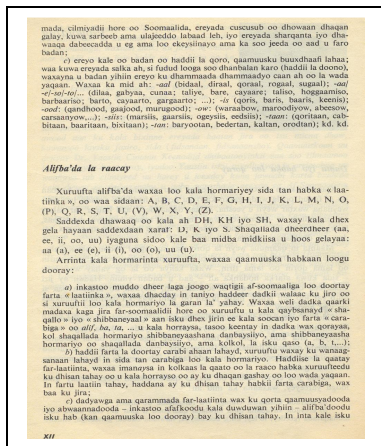 mada, cilmiyadii hore oo Soomaalida, ereyada cuscusub oo dhowaan dhaqan
galay, kuwa sarbeeb ama ulajeeddo labaad leh, iyo ereyada sharqanta iyo dha-
waaqa dabeecadda u eg ama loo ekeysiinayo ama ka soo jeeda oo aad u faro
badan;
c) ereyo kale oo badan oo haddii la qoro, qaamuusku buuxdhaafi lahaa;
waa kuwa ereyada salka ah, si fudud looga soo dhanbalan karo (haddii la doono),
waxayna u badan yihiin ereyo ku dhammaada dhammaadyo caan ah oo la wada
yaqaan. Waxaa ka mid ah: -aad (bidaal, diraal, qoraal, rogaal, sugaal); -aa/
-e/-so/-to/... (dilaa, gabyaa, cunaa; taliye, bare, cayaare; taliso, hoggaamiso,
barbaariso; barto, cayaarto, gargaarto; ...); -is (qoris, baris, baaris, keenis);
-ood: (qandhood, gaajood, murugood); -ow: (waraabow, maroodiyow, abeesow,
carsaanyow,...); -siis: (marsiis, gaarsiis, ogeysiis, eedsiis); -taan: (qoritaan, cab-
bitaan, baaritaan, bixitaan); -tan: baryootan, bedertan, kaltan, orodtan); kd. kd.
Alifba'da la raacay
Xuruufta alifba'da waxaa loo kala hormariyey sida tan habka «laa-
tiinka», oo waa sidaan: A, B, C, D, E, F, G, H, I, J, K, L, M, N, O,
(P), Q, R, S, T, U, (V), W, X, Y, (Z).
Saddexda dhawaaq oo kala ah DH, KH iyo SH, waxay kala dhex
gela hayaan saddexdaan xaraf: D, K iyo S. Shaqallada dheerdheer (aa,
ee, ii, oo, uu) iyaguna sidoo kale baa midba midkiisa u hoos gelayaa:
aa (a), ee (e), ii (i), oo (o), uu (u).
Arrinta kala hormarinta xuruufta, waxaa qaamuuska habkaan loogu
dooray:
a) inkastoo muddo dheer laga joogo waqtigii af-soomaaliga loo doortay
farta «laatiinka», waxaa dhacday in taniyo haddeer dadkii walaac ku jiro oo
si xuruuftii loo kala hormariyo la garan la' yahay. Waxaa weli dadka qaarki
madaxa kaga jira far-soomaalidii hore oo xuruuftu u kala qaybsanayd «sha-
qallo» iyo «shibbaneyaal» aan isku dhex jirin ee kala soocan iyo farta «cara-
biga» oo alif, ba, ta, ... u kala horraysa, tasoo keentay in dadka wax qorayaa,
kol shaqallada hormariyo shibbaneyaashana danbaysiiyo, ama shibbaneyaasha
hormariyo oo shaqallada danbaysiiyo, ama kolkol, la isku qaso (a, b, t,...);
b) haddii farta la doortay carabi ahaan lahayd, xuruuftu waxay ku wanaag-
sanaan lahayd in sida tan carabiga loo kala hormariyo. Haddiise la qaatay
far-laatiinta, waxaa imanaysa in kolkaas la qaato oo la raaco habka xuruufteedu
ku dhisan tahay oo u kala horrayso oo ay ku dhaqan gashay oo loo wada yaqaan.
In fartu laatiin tahay, haddana ay ku dhisan tahay habkii farta carabiga, wax
baa ku jira;
c) dadyawga ama qarammada far-laatiinta wax ku qorta qaamuusyadooda
iyo abwaannadooda – inkastoo afafkoodu kala duwduwan yihiin – alifba'doodu
isku hab (kan qaamuuska loo dooray) bay ku dhisan tahay. In inta kale isku
XII